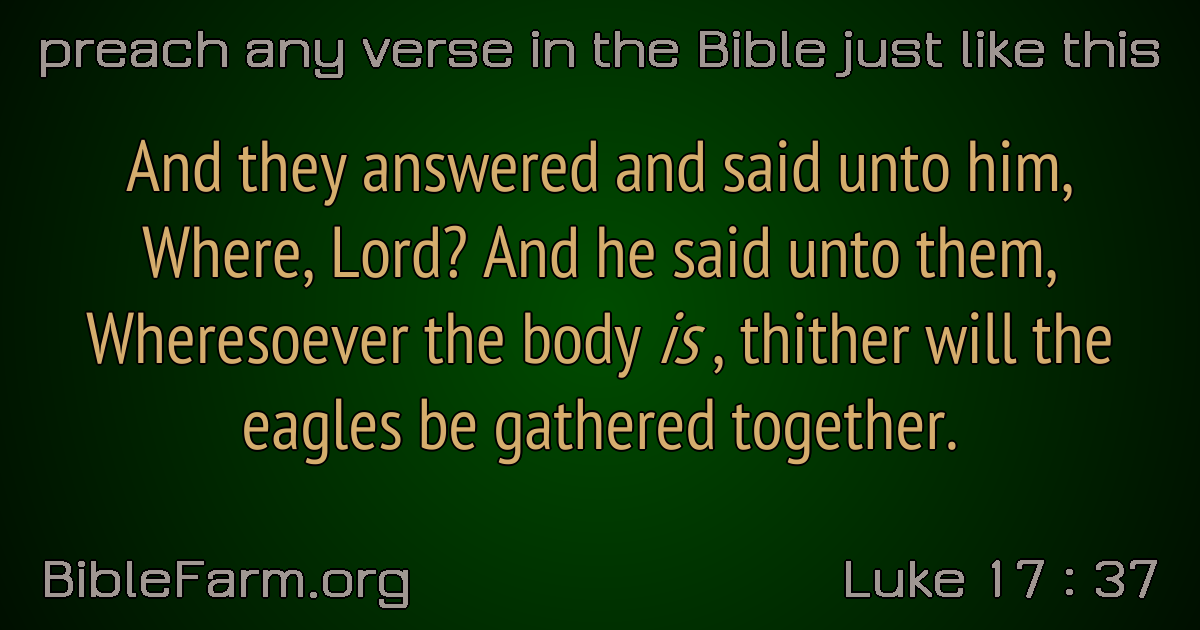 preach any verse in the Bible just like this
And they answered and said unto him,
Where, Lord? And he said unto them,
Wheresoever the body is , thither will the
eagles be gathered together.
BibleFarm.org
Luke 17 : 37